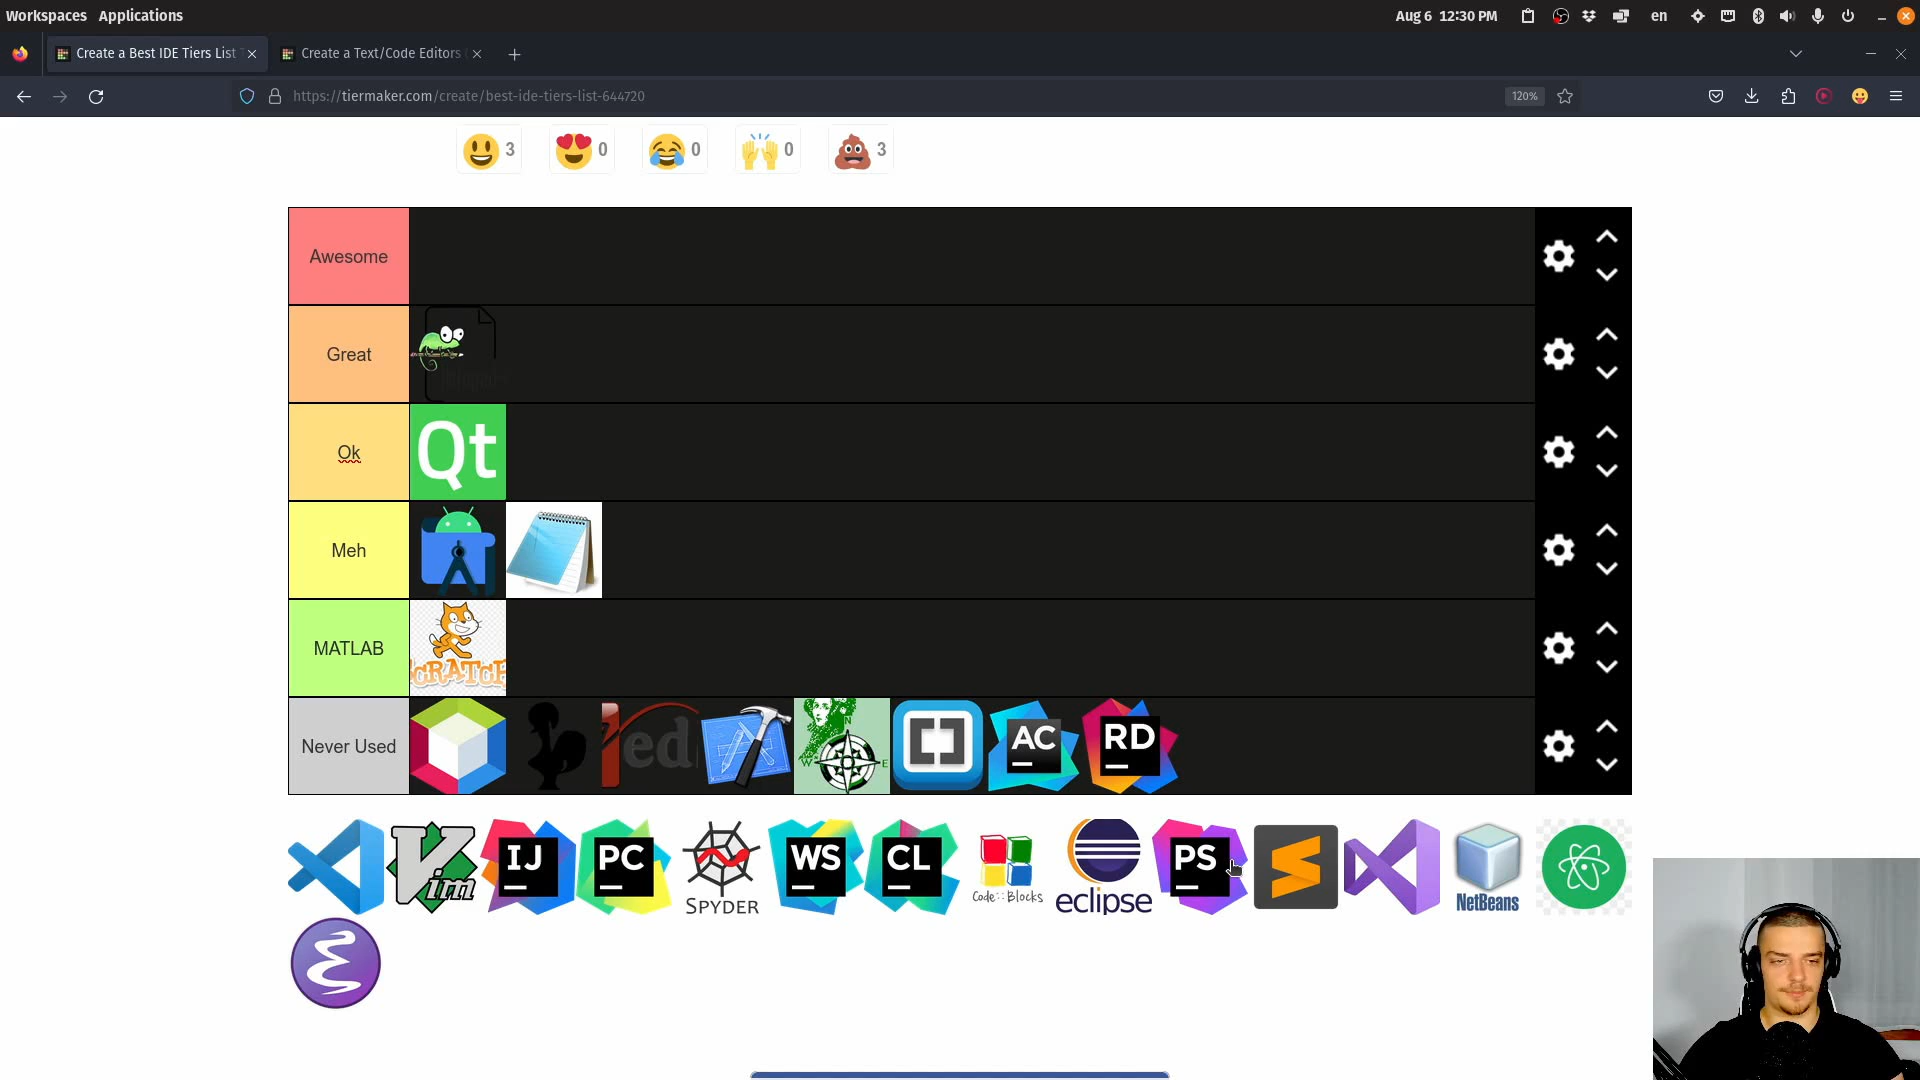 Workspaces Applications
Aug 6 12:30 PM
en
Create a Best IDE Tiers List
Create a Text/Code Editors
https://tiermaker.com/create/best-ide-tiers-list-644720
120%
3
0
0
0
3
Awesome
Great
Ok
Qt
Meh
MATLAB
SCRATCH
Never Used
AC
RD
Vim
IJ
PC
SPYDER
WS
CL
Code::Blocks
eclipse
PS
NetBeans